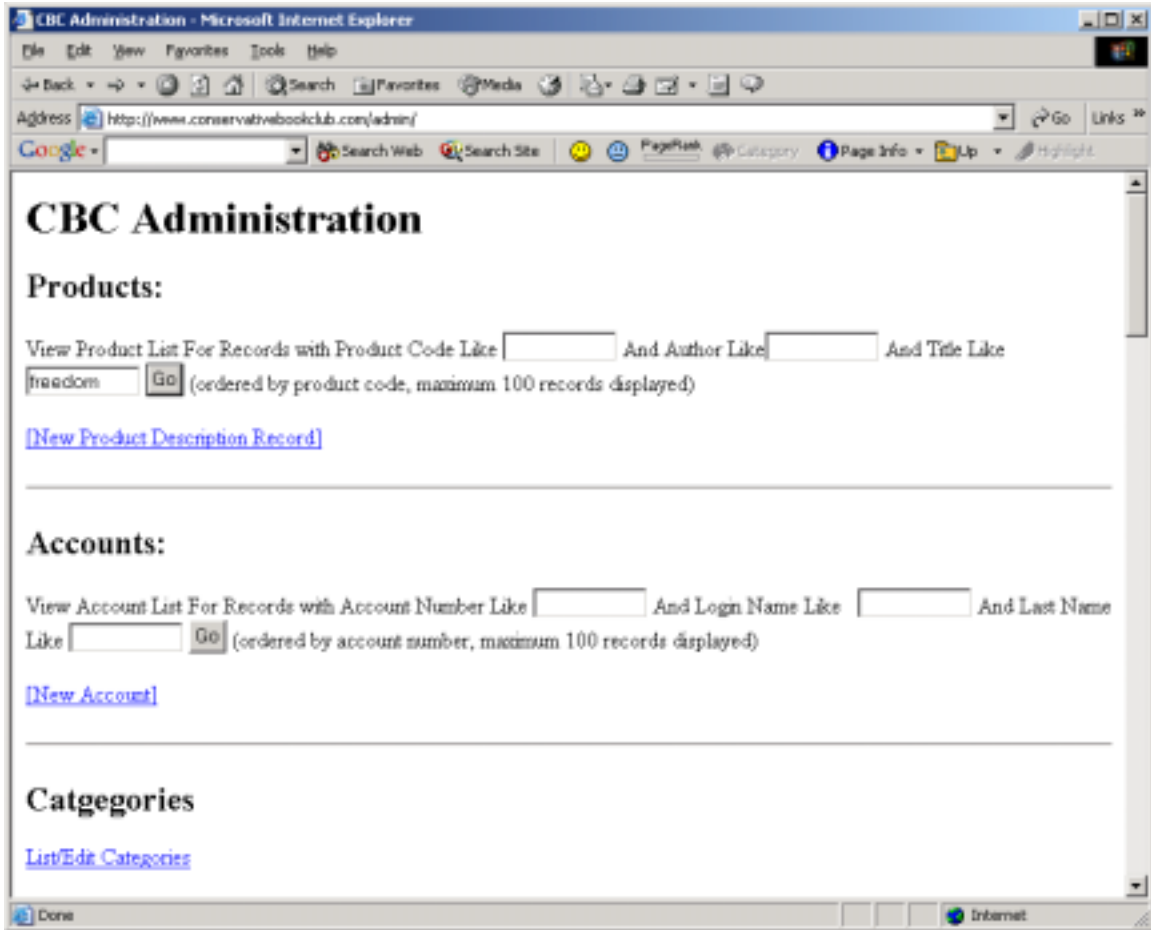 CBC Administration - Microsoft Internet Explorer
File Edit View Favorites Tools Help
Back Search Favorites Media
Address http://www.conservativebookclub.com/admin/ Go Links »
Google Search Web Search Site PageRank Category Page Info Up Highlight
CBC Administration
Products:
View Product List For Records with Product Code Like And Author Like And Title Like
freedom Go (ordered by product code, maximum 100 records displayed)
[New Product Description Record]
Accounts:
View Account List For Records with Account Number Like And Login Name Like And Last Name
Like Go (ordered by account number, maximum 100 records displayed)
[New Account]
Catgegories
List/Edit Categories
Done Internet